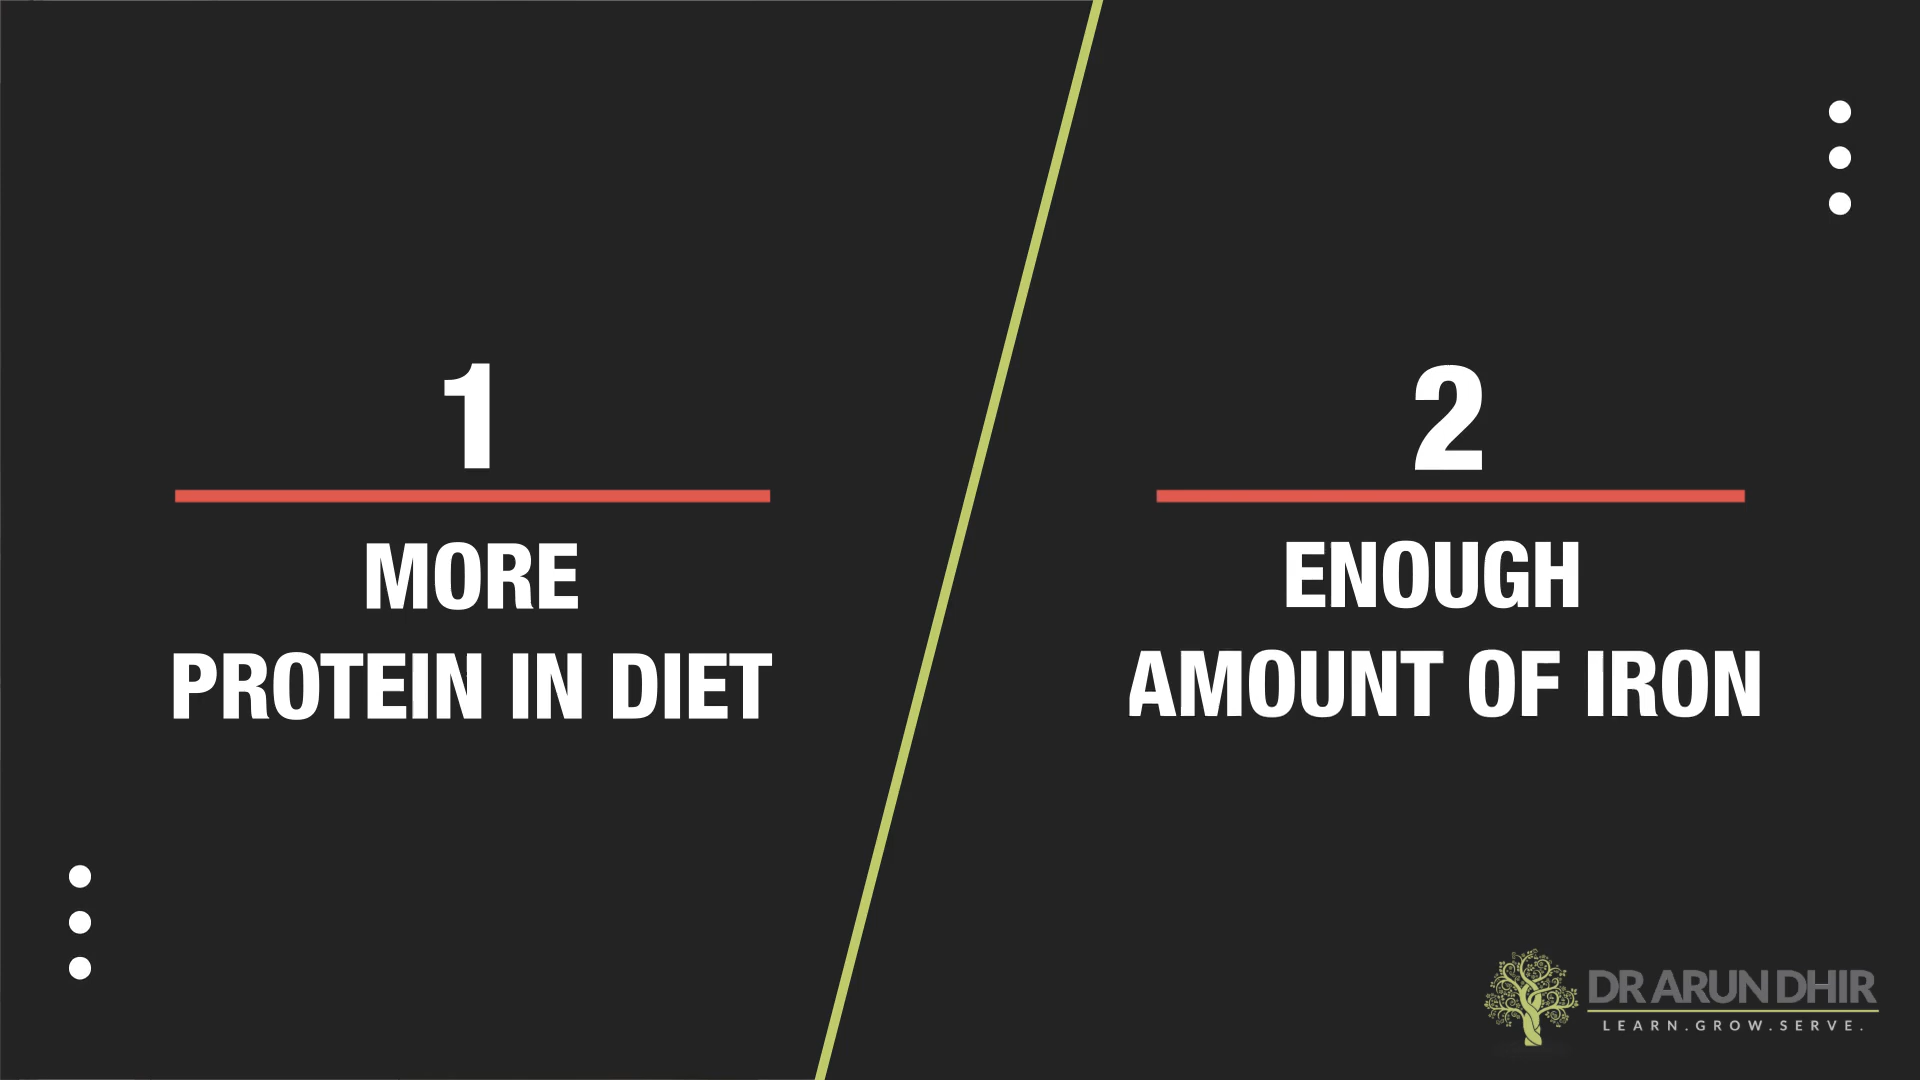 1
MORE
PROTEIN IN DIET
2
ENOUGH
AMOUNT OF IRON
DR ARUN DHIR
LEARN.GROW.SERVE.